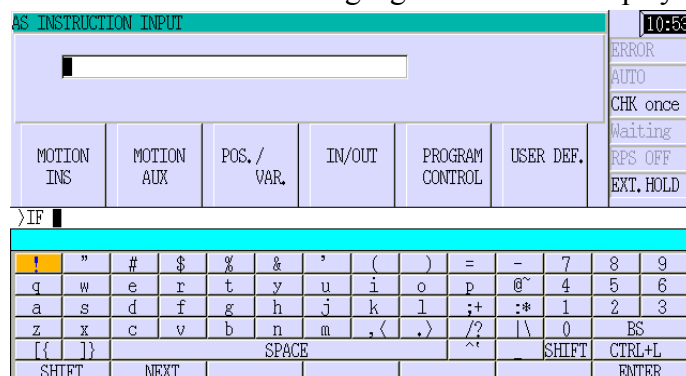 AS INSTRUCTION INPUT
10:53
ERROR
AUTO
CHK once
Waiting
RPS OFF
EXT.HOLD
MOTION INS
MOTION AUX
POS./ VAR.
IN/OUT
PROGRAM CONTROL
USER DEF.
>IF
! " # $ % & ' ( ) = - 7 8 9
q w e r t y u i o p @~ 4 5 6
a s d f g h j k l ;+ :* 1 2 3
z x c v b n m ,< .> /? |\ 0 BS
[{ ]} SPACE ^' _ SHIFT CTRL+L
SHIFT NEXT ENTER